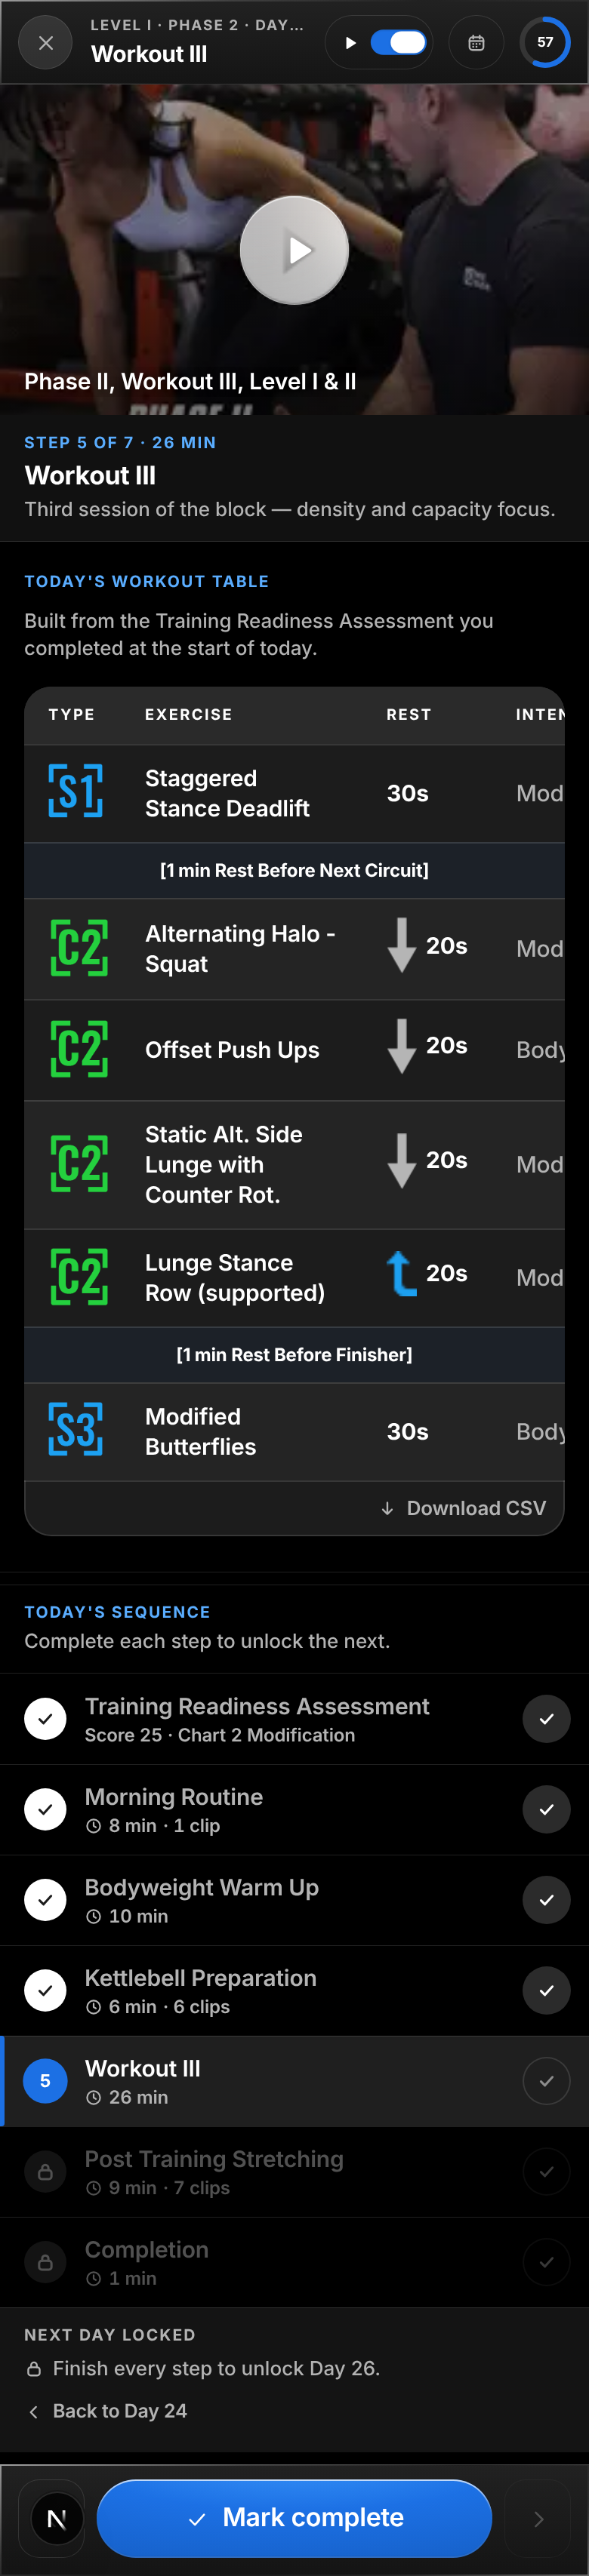 LEVEL I · PHASE 2 · DAY…
Workout III
57
Phase II, Workout III, Level I & II
PHASE II
STEP 5 OF 7 · 26 MIN
Workout III
Third session of the block — density and capacity focus.
TODAY'S WORKOUT TABLE
Built from the Training Readiness Assessment you
completed at the start of today.
TYPE EXERCISE REST INTEN
S1 Staggered
Stance Deadlift 30s Mod
[1 min Rest Before Next Circuit]
C2 Alternating Halo -
Squat 20s Mod
C2 Offset Push Ups 20s Body
C2 Static Alt. Side
Lunge with
Counter Rot. 20s Mod
C2 Lunge Stance
Row (supported) 20s Mod
[1 min Rest Before Finisher]
S3 Modified
Butterflies 30s Body
Download CSV
TODAY'S SEQUENCE
Complete each step to unlock the next.
Training Readiness Assessment
Score 25 · Chart 2 Modification
Morning Routine
8 min · 1 clip
Bodyweight Warm Up
10 min
Kettlebell Preparation
6 min · 6 clips
5 Workout III
26 min
Post Training Stretching
9 min · 7 clips
Completion
1 min
NEXT DAY LOCKED
Finish every step to unlock Day 26.
Back to Day 24
N
Mark complete